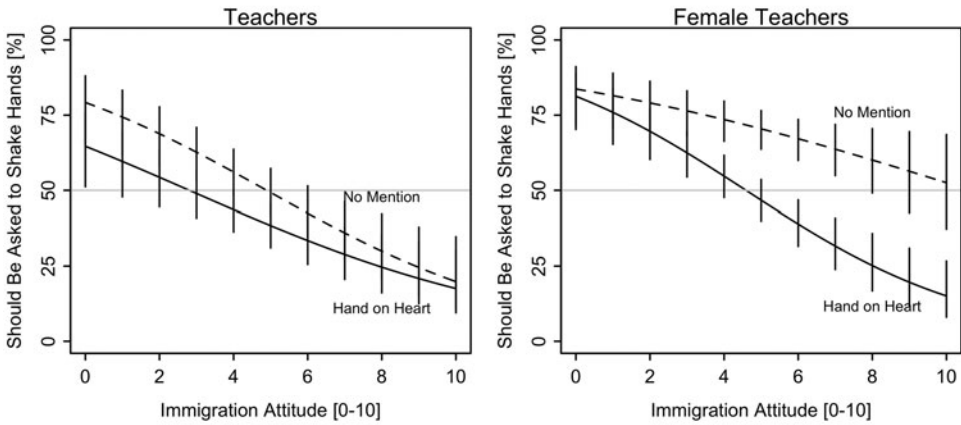 Teachers
Should Be Asked to Shake Hands [%]
100
75
50
25
0
No Mention
Hand on Heart
0 2 4 6 8 10
Immigration Attitude [0-10]
Female Teachers
Should Be Asked to Shake Hands [%]
100
75
50
25
0
No Mention
Hand on Heart
0 2 4 6 8 10
Immigration Attitude [0-10]